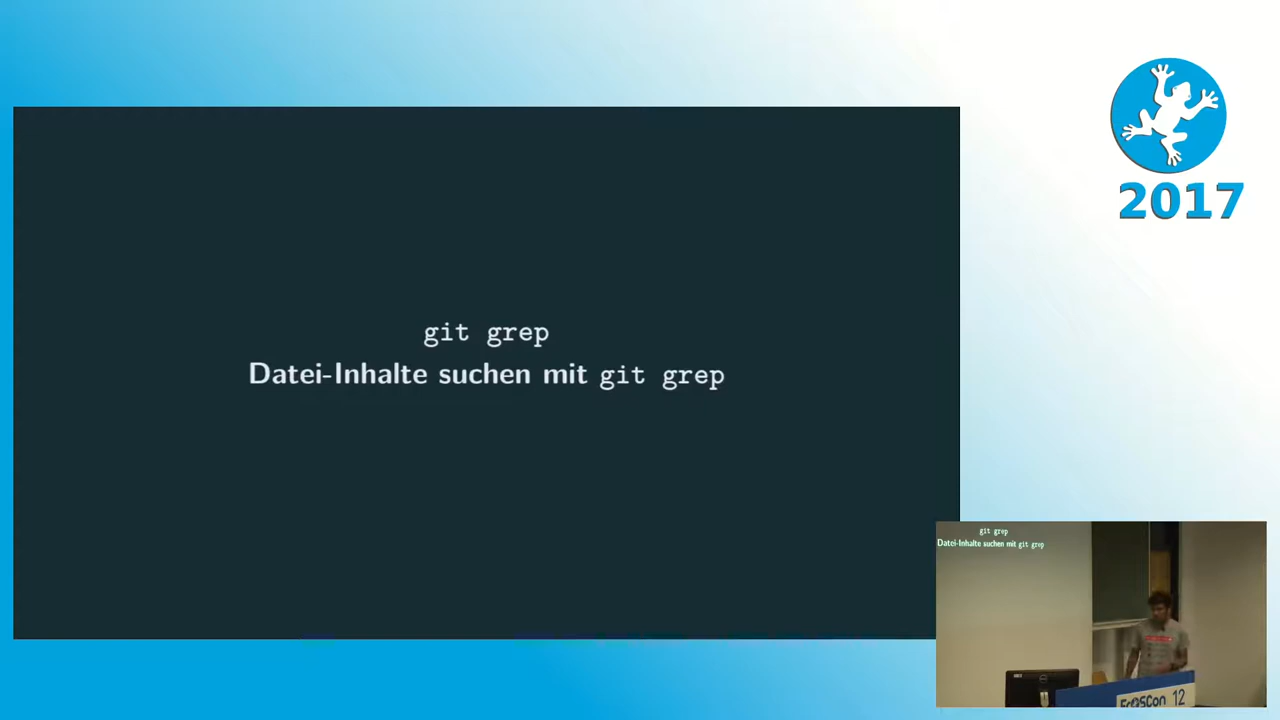 2017
git grep
Datei-Inhalte suchen mit git grep
git grep
Datei-Inhalte suchen mit git grep
FrOSCon 12